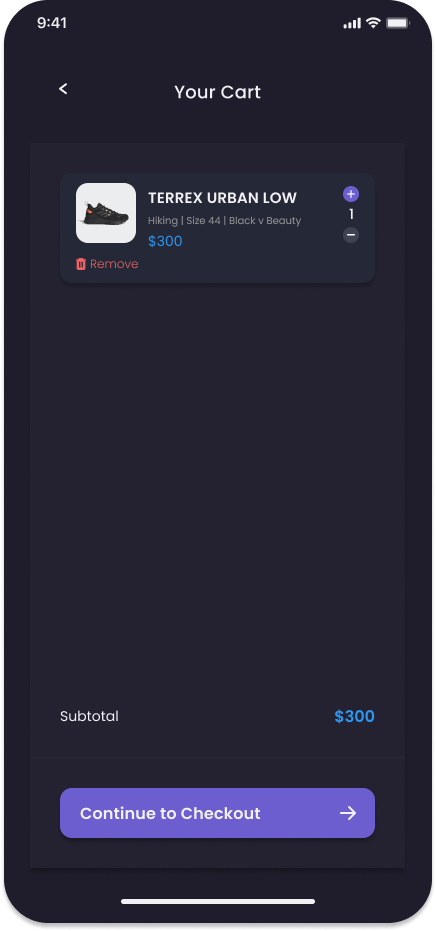 9:41
Your Cart
TERREX URBAN LOW
Hiking | Size 44 | Black v Beauty
$300
1
Remove
Subtotal
$300
Continue to Checkout